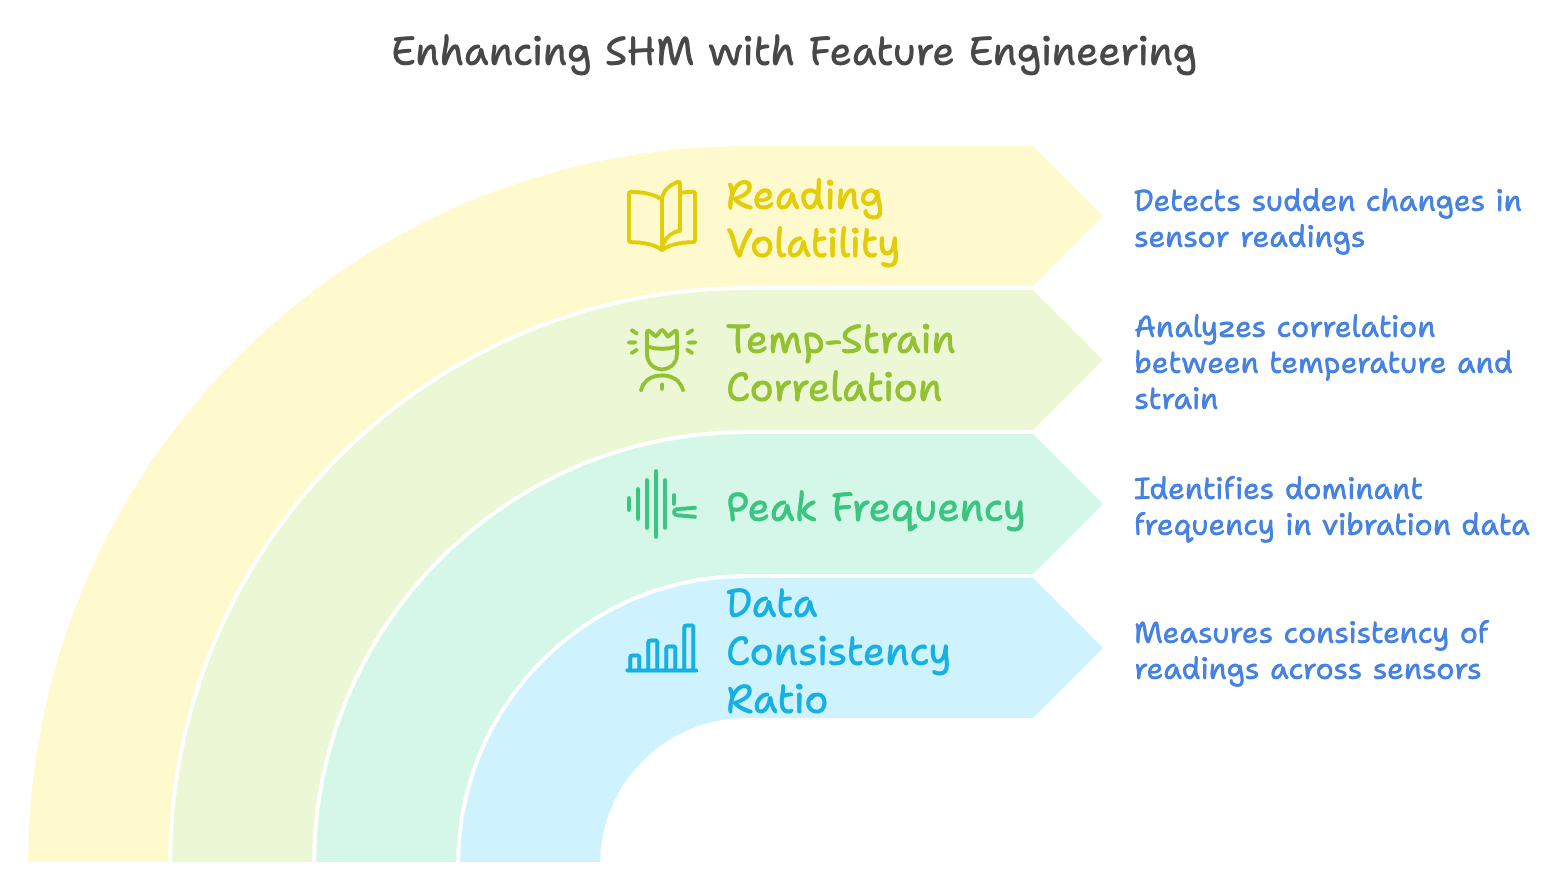 Enhancing SHM with Feature Engineering
Reading
Volatility
Detects sudden changes in
sensor readings
Temp-Strain
Correlation
Analyzes correlation
between temperature and
strain
Peak Frequency
Identifies dominant
frequency in vibration data
Data
Consistency
Ratio
Measures consistency of
readings across sensors